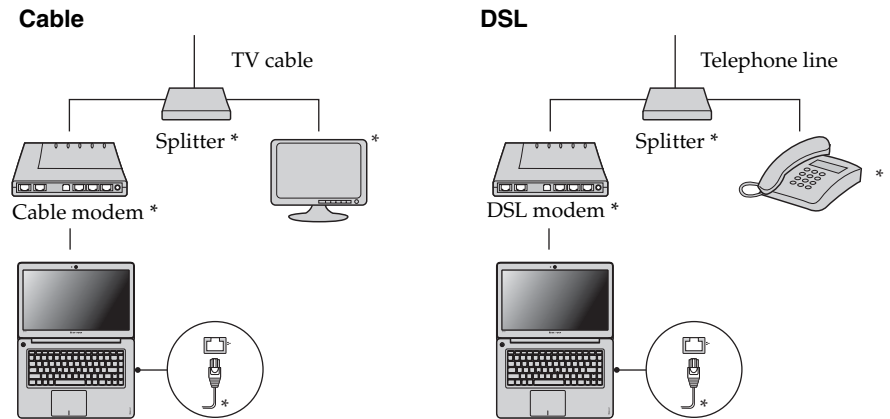 Cable
TV cable
Splitter *
*
Cable modem *
*
DSL
Telephone line
Splitter *
*
DSL modem *
*